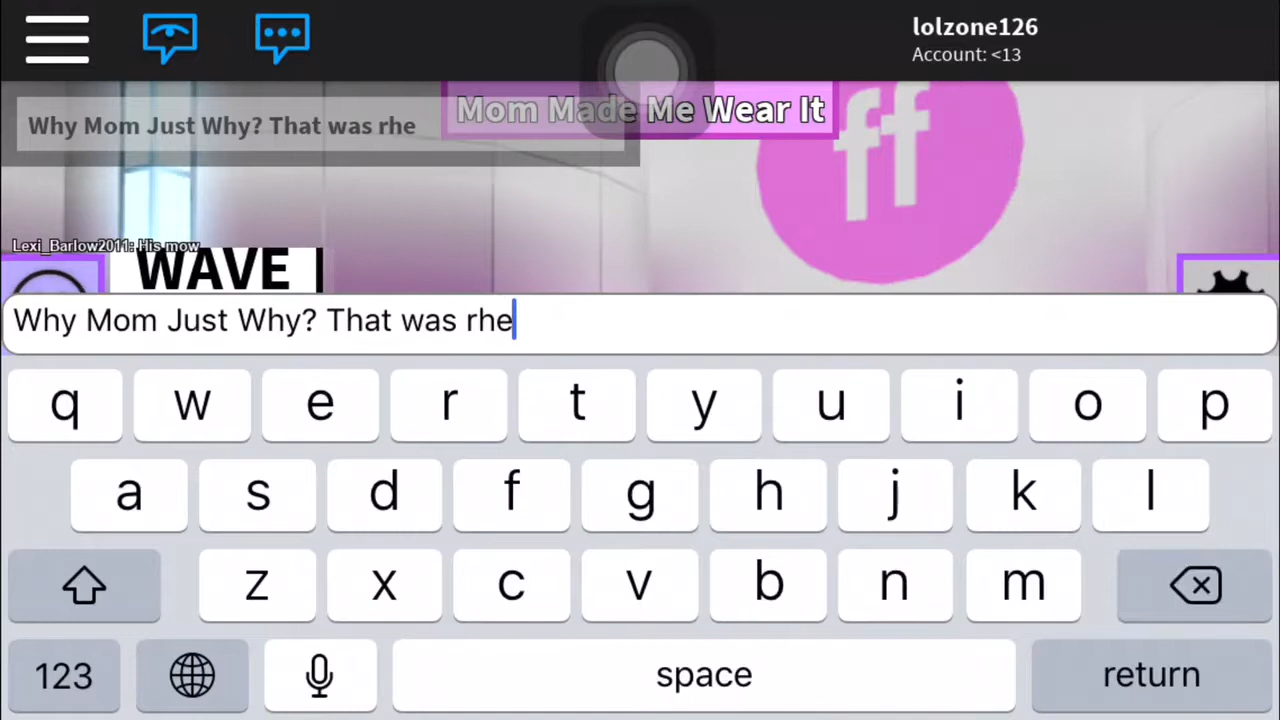 lolzone126
Account: <13
Mom Made Me Wear It
Why Mom Just Why? That was rhe
ff
Lexi_Barlow2011: His mow
WAVE
Why Mom Just Why? That was rhe
q w e r t y u i o p
a s d f g h j k l
z x c v b n m
123 space return